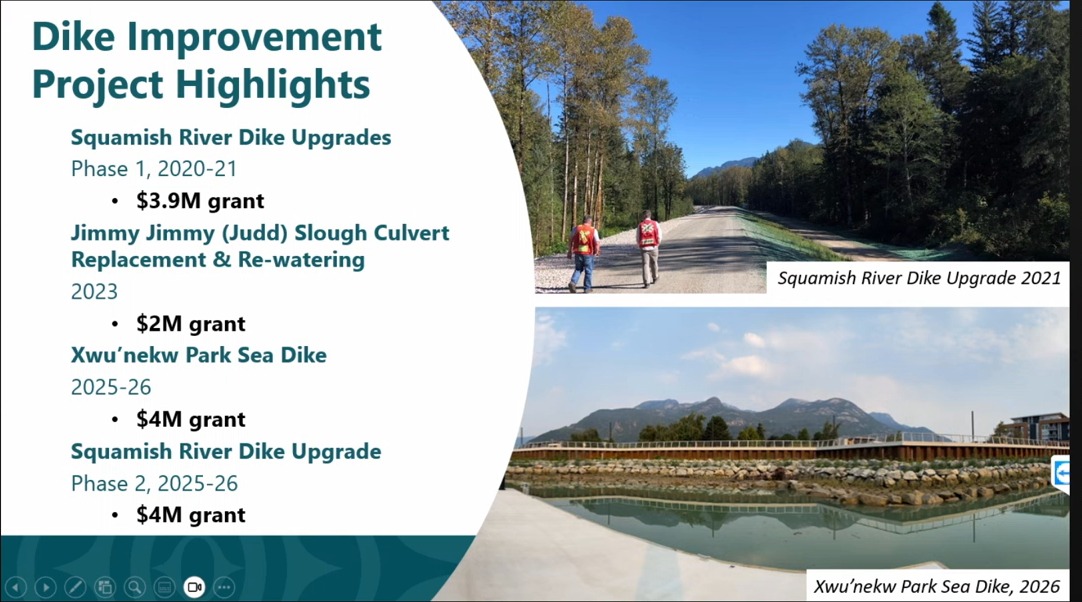 Dike Improvement
Project Highlights
Squamish River Dike Upgrades
Phase 1, 2020-21
• $3.9M grant
Jimmy Jimmy (Judd) Slough Culvert
Replacement & Re-watering
2023
• $2M grant
Xwu’nekw Park Sea Dike
2025-26
• $4M grant
Squamish River Dike Upgrade
Phase 2, 2025-26
• $4M grant
Squamish River Dike Upgrade 2021
Xwu’nekw Park Sea Dike, 2026